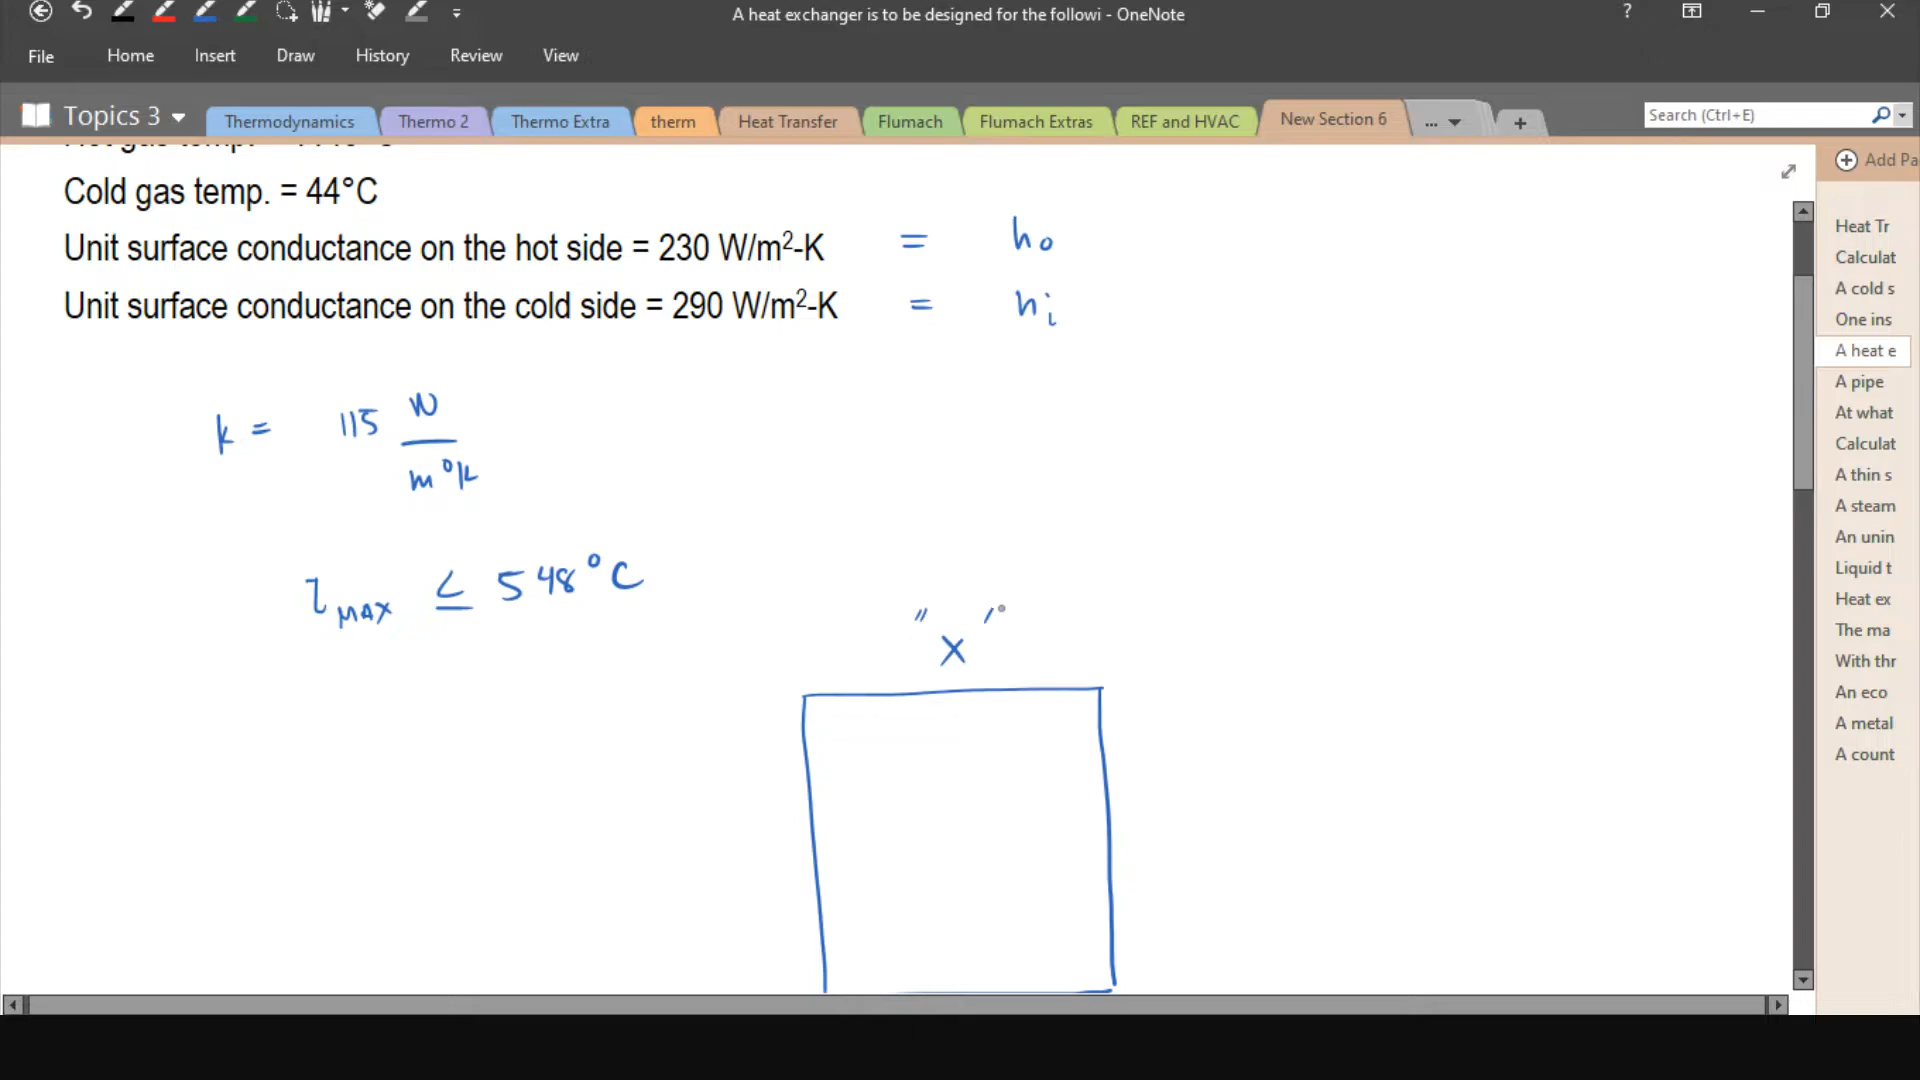 A heat exchanger is to be designed for the followi - OneNote
?
File
Home
Insert
Draw
History
Review
View
Topics 3
Thermodynamics
Thermo 2
Thermo Extra
therm
Heat Transfer
Flumach
Flumach Extras
REF and HVAC
New Section 6
...
Search (Ctrl+E)
Add Pa
Cold gas temp. = 44°C
Unit surface conductance on the hot side = 230 W/m²-K = h₀
Unit surface conductance on the cold side = 290 W/m²-K = hᵢ
k = 115 W
m°k
MAX ≤ 548°C
" X "
Heat Tr
Calculat
A cold s
One ins
A heat e
A pipe
At what
Calculat
A thin s
A steam
An unin
Liquid t
Heat ex
The ma
With thr
An eco
A metal
A count